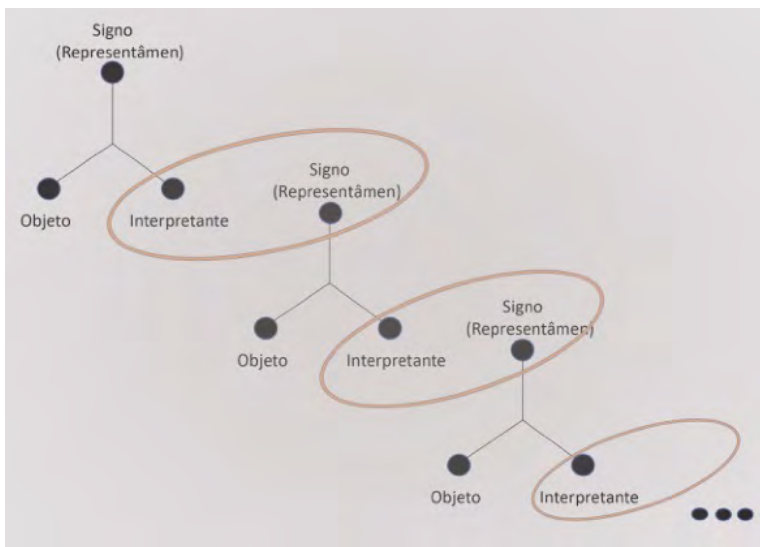 Signo
(Representâmen)
Objeto
Interpretante
Signo
(Representâmen)
Objeto
Interpretante
Signo
(Representâmen)
Objeto
Interpretante